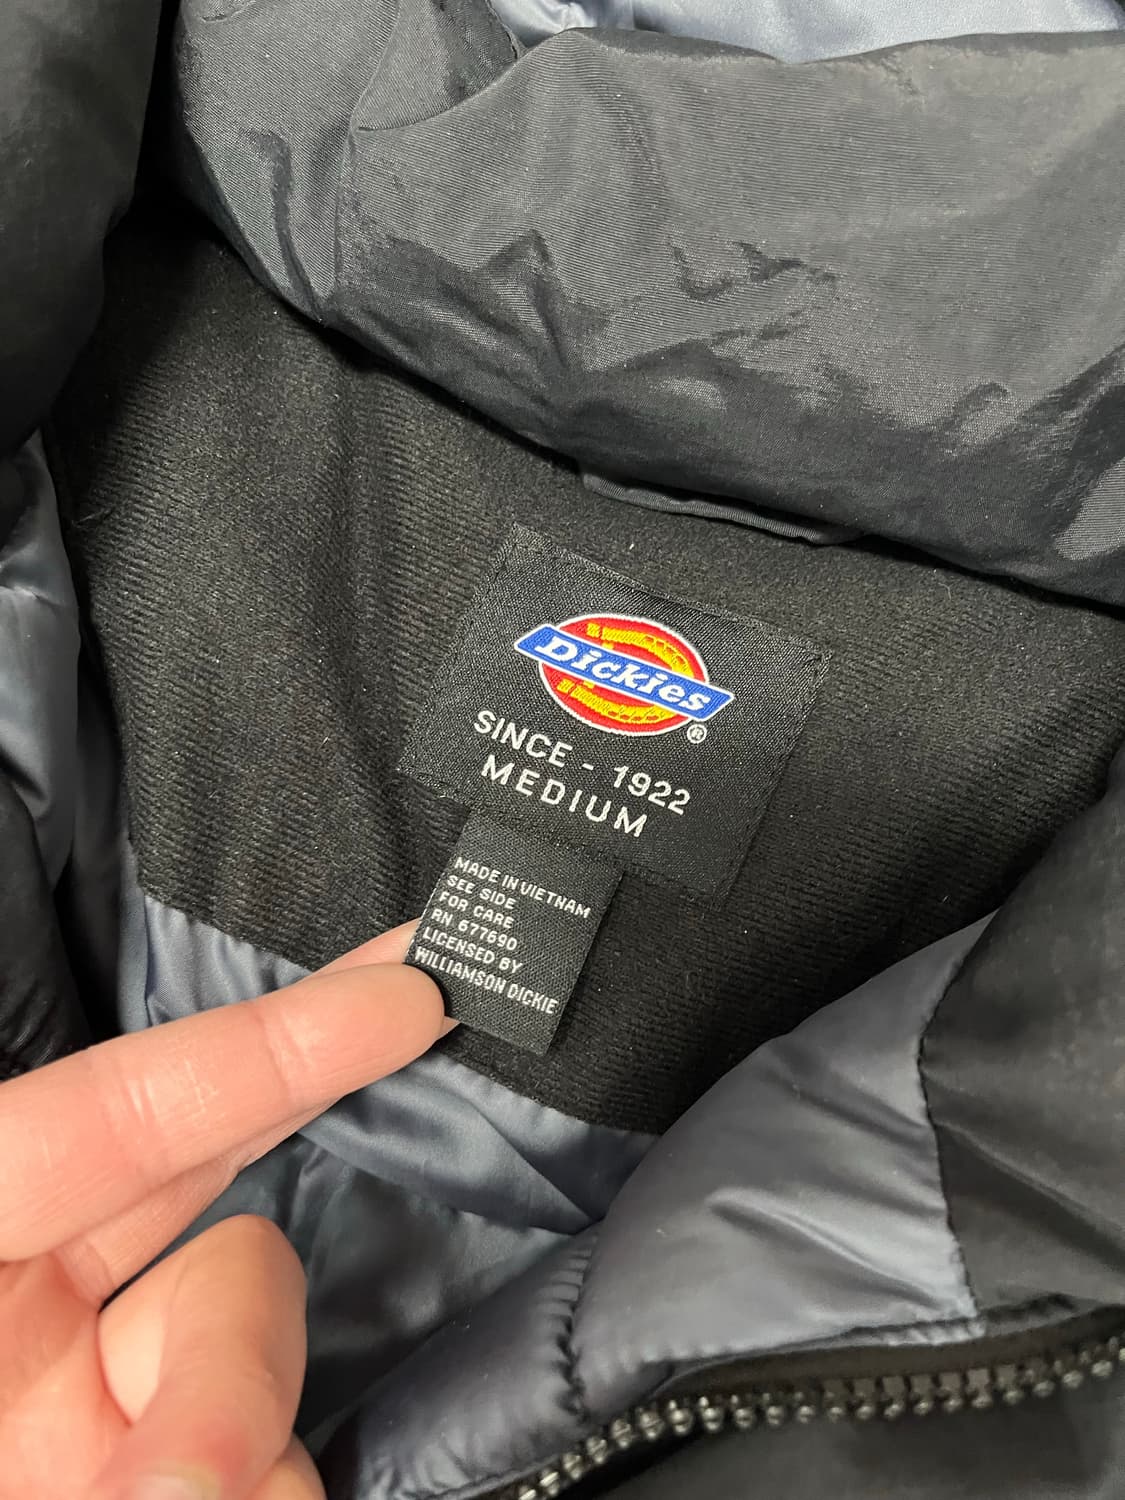 Dickies
®
SINCE - 1922
MEDIUM
MADE IN VIETNAM
SEE SIDE
FOR CARE
RN 677690
LICENSED BY
WILLIAMSON DICKIE